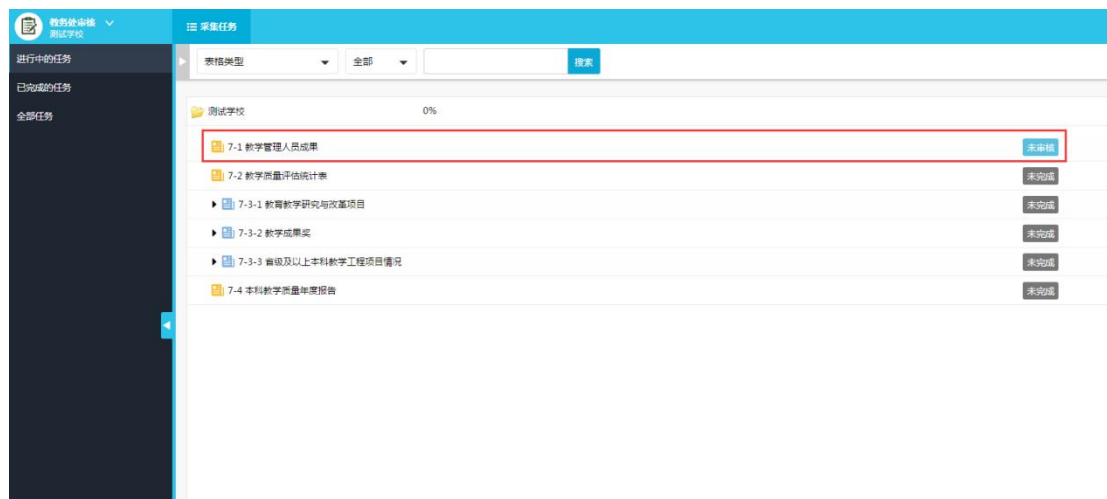 教务处审核
测试学校
采集任务
进行中的任务
已完成的任务
全部任务
表格类型
全部
搜索
测试学校 0%
7-1 教学管理人员成果 未审核
7-2 教学质量评估统计表 未完成
7-3-1 教育教学研究与改革项目 未完成
7-3-2 教学成果奖 未完成
7-3-3 省级及以上本科教学工程项目情况 未完成
7-4 本科教学质量年度报告 未完成